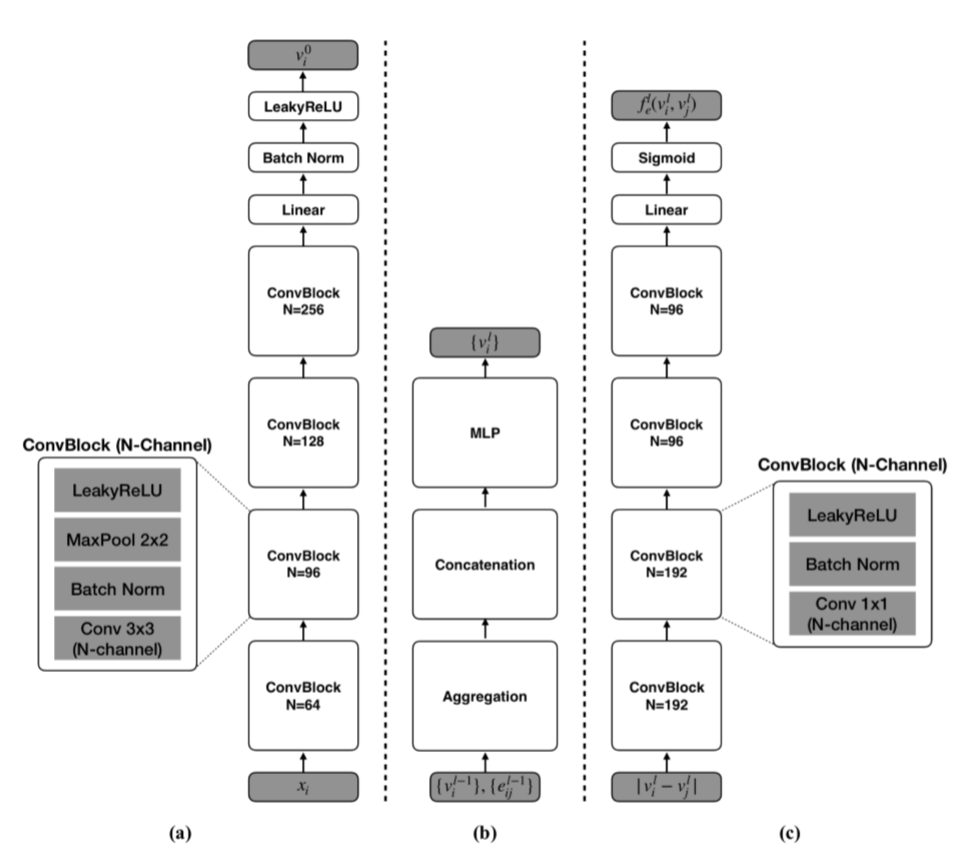 v_i^0
LeakyReLU
Batch Norm
Linear
ConvBlock
N=256
ConvBlock
N=128
ConvBlock
N=96
ConvBlock
N=64
x_i
ConvBlock (N-Channel)
LeakyReLU
MaxPool 2x2
Batch Norm
Conv 3x3
(N-channel)
(a)
{v_i^l}
MLP
Concatenation
Aggregation
{v_i^{l-1}}, {e_{ij}^{l-1}}
(b)
f_e^l(v_i^l, v_j^l)
Sigmoid
Linear
ConvBlock
N=96
ConvBlock
N=96
ConvBlock
N=192
ConvBlock
N=192
|v_i^l − v_j^l|
ConvBlock (N-Channel)
LeakyReLU
Batch Norm
Conv 1x1
(N-channel)
(c)